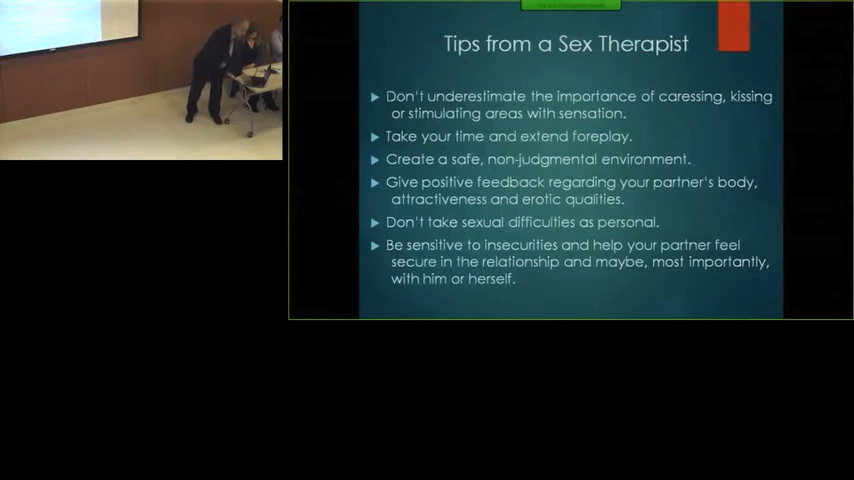 Tips from a Sex Therapist
Don't underestimate the importance of caressing, kissing
or stimulating areas with sensation.
Take your time and extend foreplay.
Create a safe, non-judgmental environment.
Give positive feedback regarding your partner's body,
attractiveness and erotic qualities.
Don't take sexual difficulties as personal.
Be sensitive to insecurities and help your partner feel
secure in the relationship and maybe, most importantly,
with him or herself.